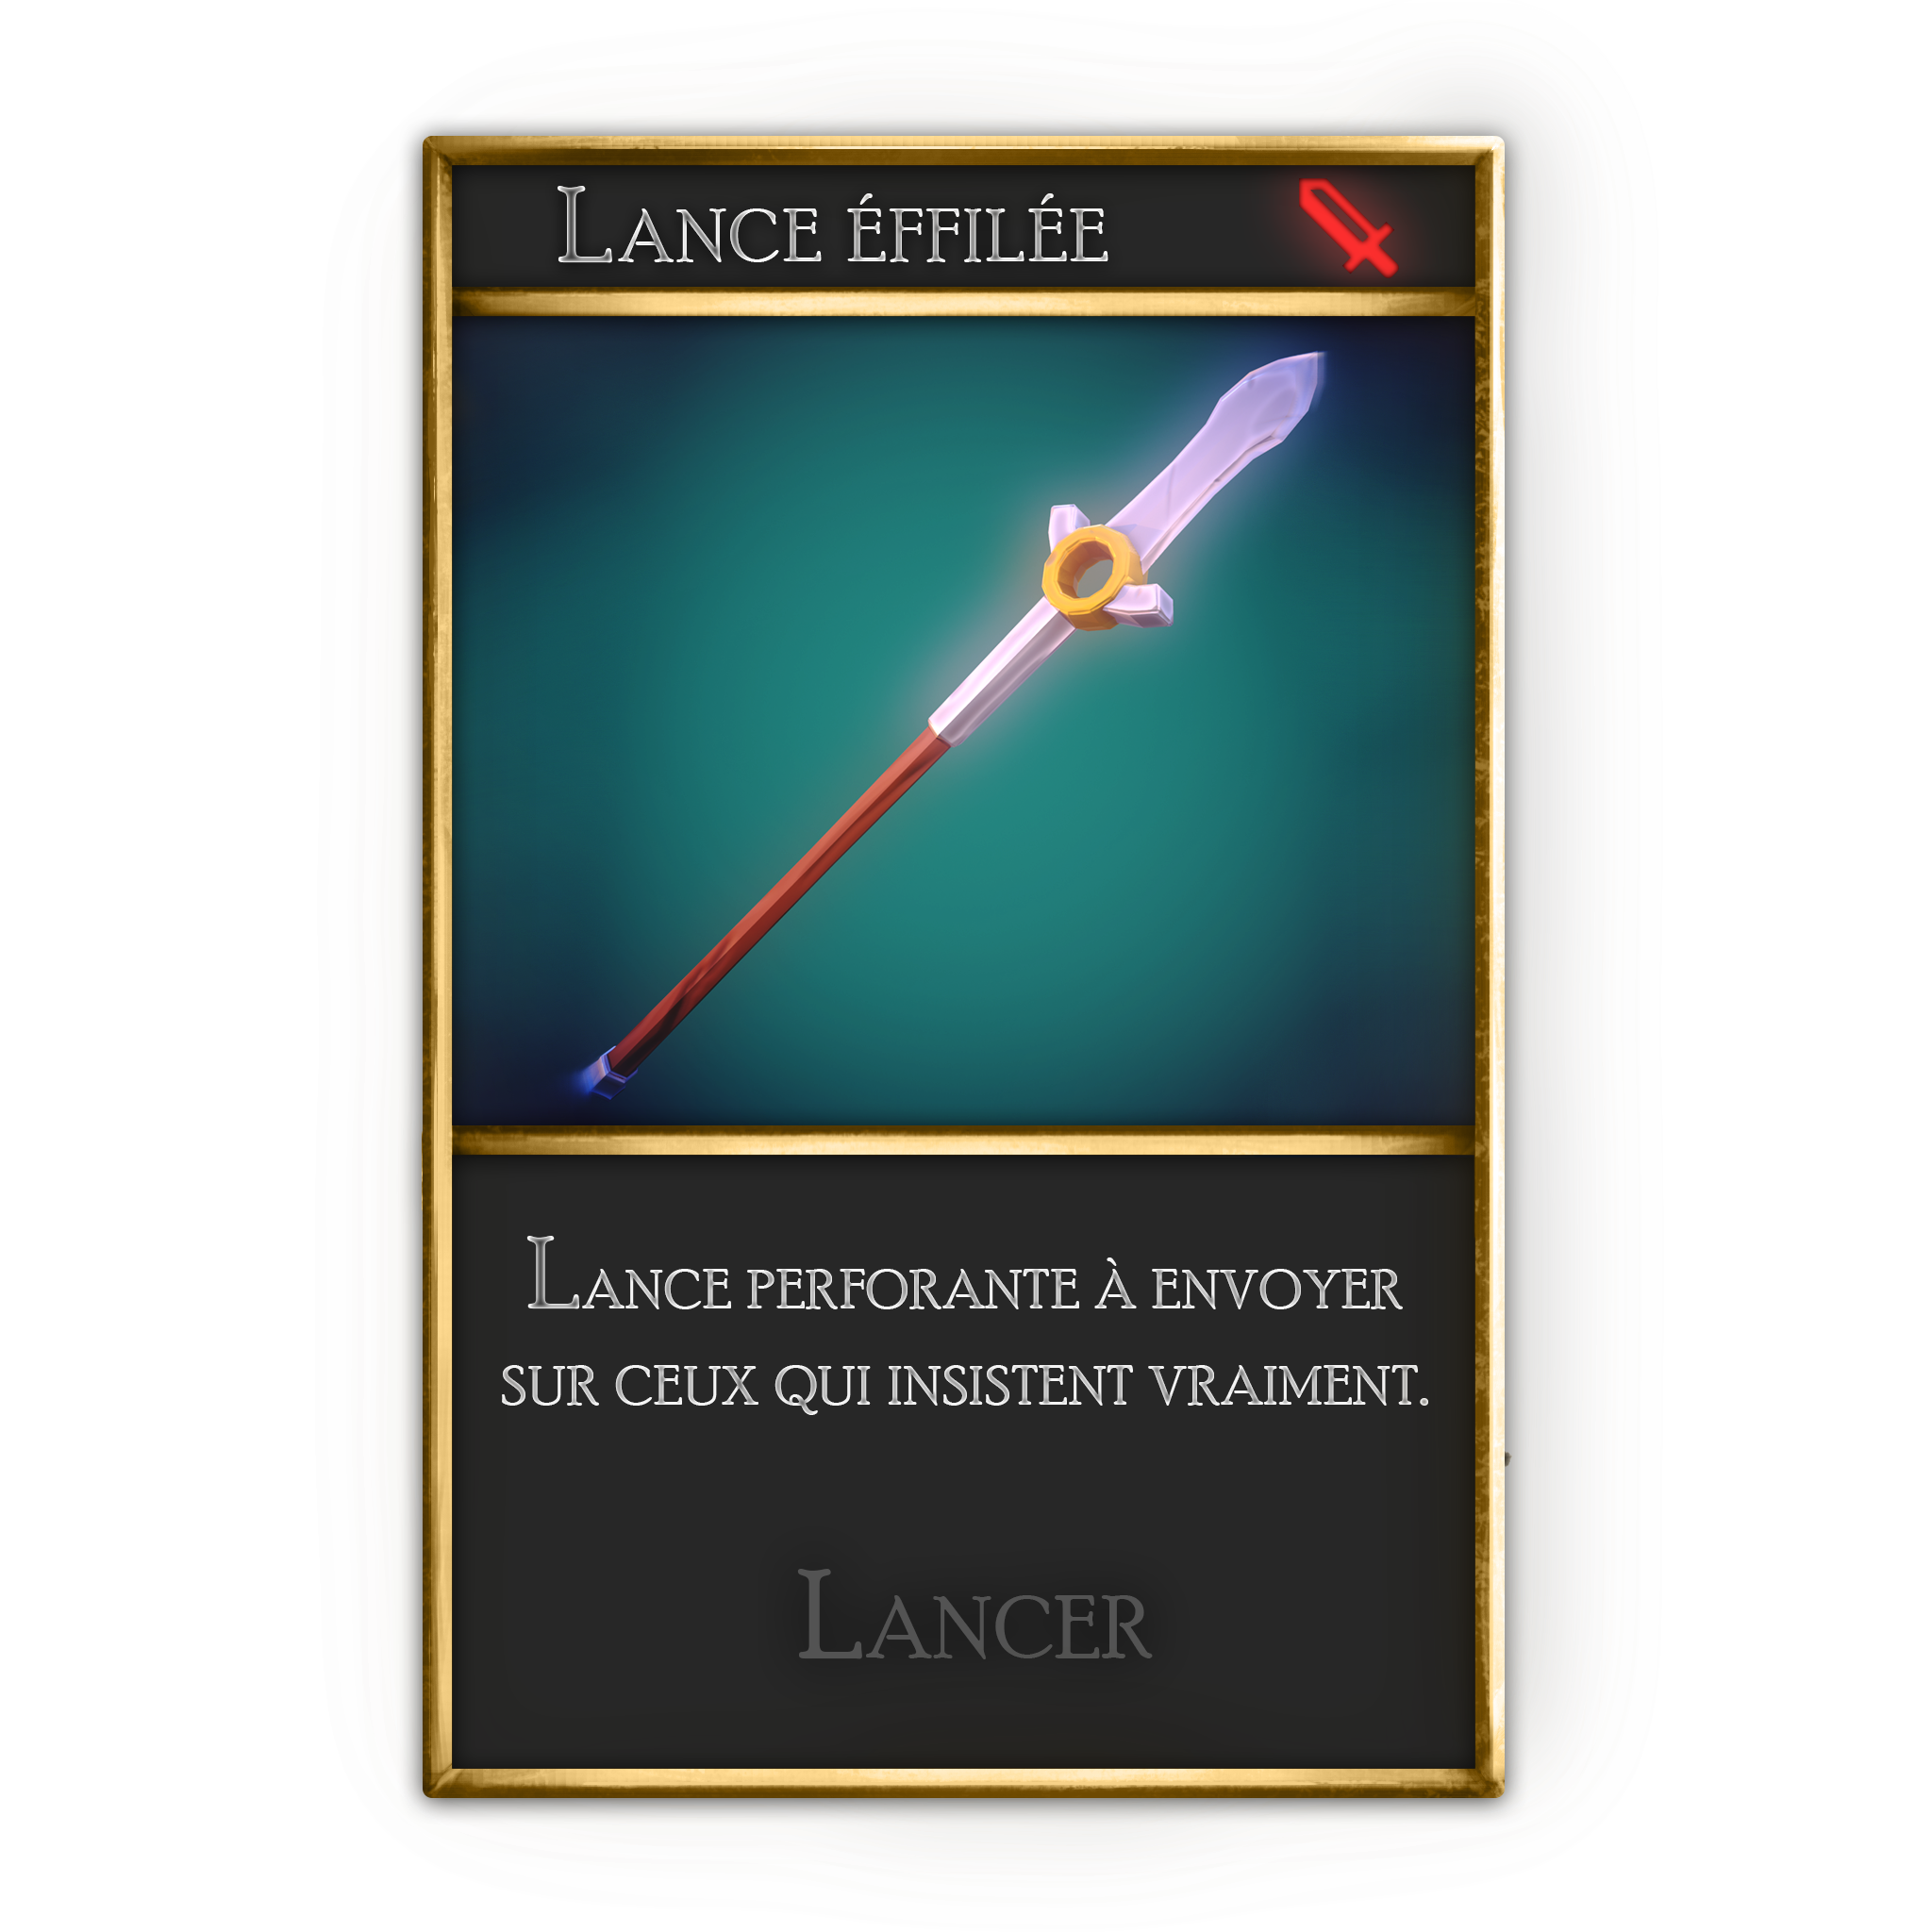 Lance éffilée
Lance perforante à envoyer
sur ceux qui insistent vraiment.
Lancer